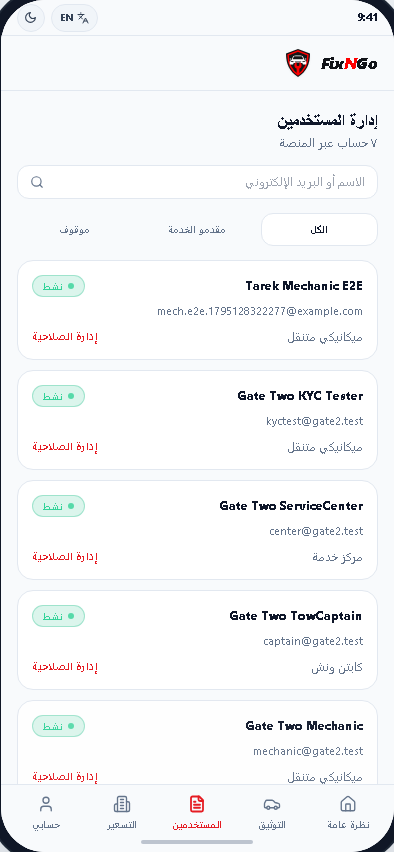 9:41
EN
FixNGo
إدارة المستخدمين
٧ حساب عبر المنصة
الاسم أو البريد الإلكتروني
الكل
مقدمو الخدمة
موقوف
Tarek Mechanic E2E
نشط
mech.e2e.1795128322277@example.com
ميكانيكي متنقل
إدارة الصلاحية
Gate Two KYC Tester
نشط
kyctest@gate2.test
ميكانيكي متنقل
إدارة الصلاحية
Gate Two ServiceCenter
نشط
center@gate2.test
مركز خدمة
إدارة الصلاحية
Gate Two TowCaptain
نشط
captain@gate2.test
كابتن ونش
إدارة الصلاحية
Gate Two Mechanic
نشط
mechanic@gate2.test
ميكانيكي متنقل
إدارة الصلاحية
نظرة عامة
التوثيق
المستخدمين
التسعير
حسابي